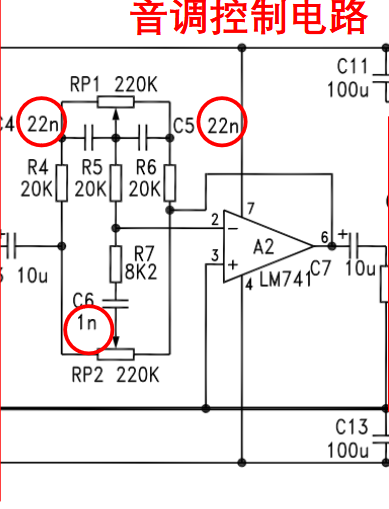 音调控制电路
RP1 220K
C11
100u
C4 22n
C5 22n
R4 R5 R6
20K 20K 20K
7
2
−
6
+
A2
3
+
R7
8K2
10u
4
LM741
C7
10u
C6
1n
RP2 220K
C13
100u